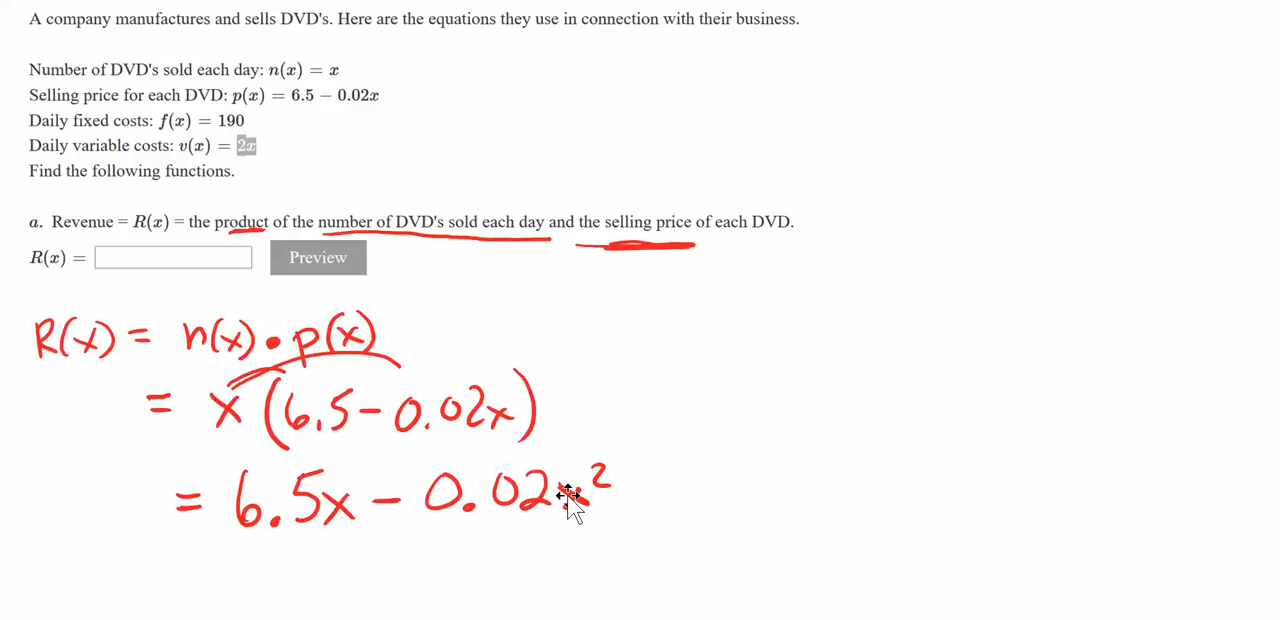 A company manufactures and sells DVD's. Here are the equations they use in connection with their business.
Number of DVD's sold each day: n(x) = x
Selling price for each DVD: p(x) = 6.5 − 0.02x
Daily fixed costs: f(x) = 190
Daily variable costs: v(x) = 2x
Find the following functions.
a. Revenue = R(x) = the product of the number of DVD's sold each day and the selling price of each DVD.
R(x) = Preview
R(x) = n(x) • p(x)
= x(6.5 − 0.02x)
= 6.5x − 0.02x²